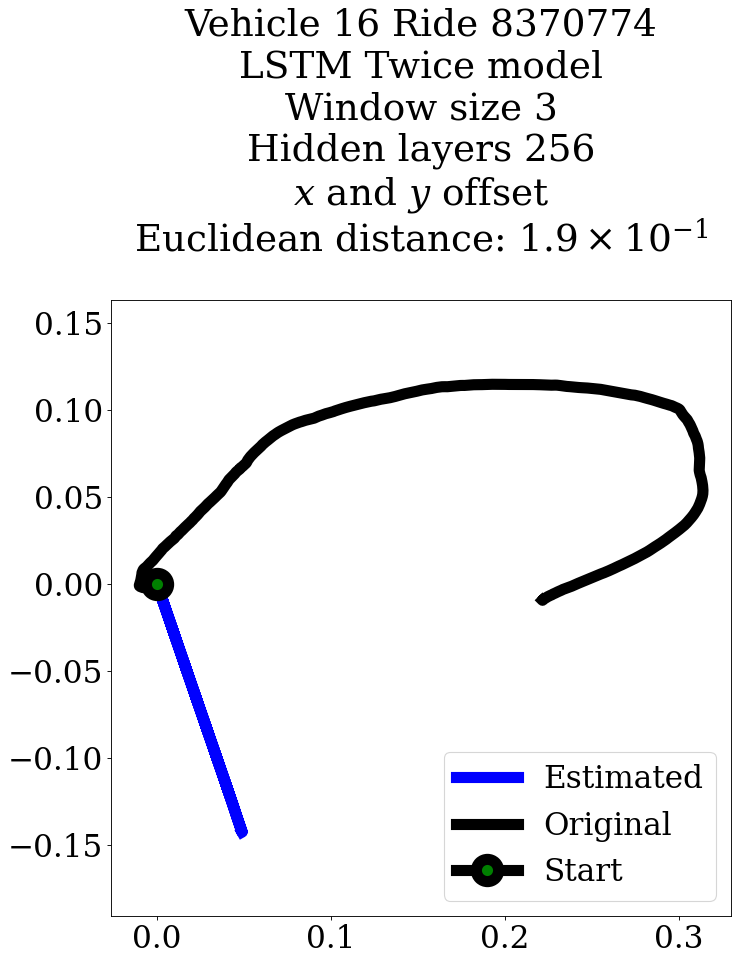 Vehicle 16 Ride 8370774
LSTM Twice model
Window size 3
Hidden layers 256
x and y offset
Euclidean distance: 1.9 × 10⁻¹
0.15
0.10
0.05
0.00
−0.05
−0.10
−0.15
Estimated
Original
Start
0.0 0.1 0.2 0.3